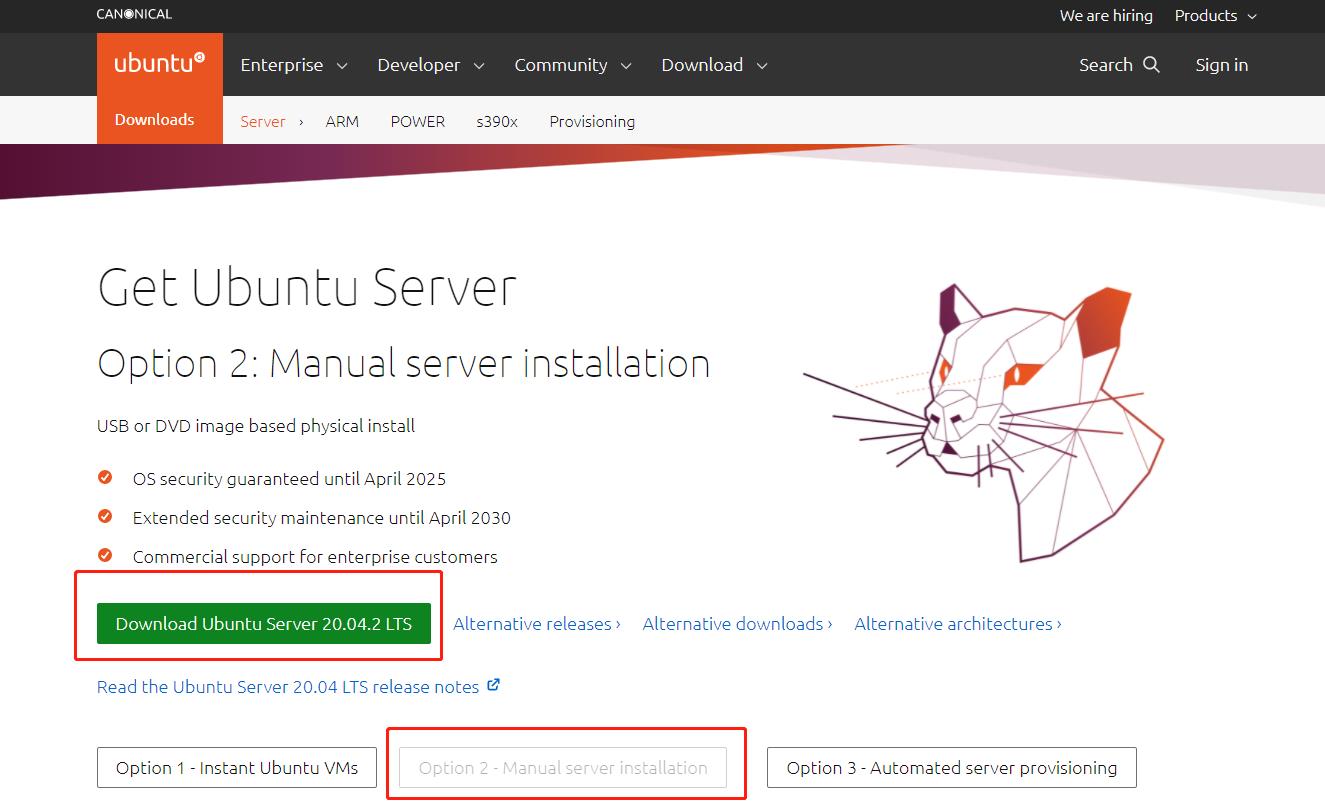 CANONICAL We are hiring Products
ubuntu Enterprise Developer Community Download Search Sign in
Downloads Server › ARM POWER s390x Provisioning
Get Ubuntu Server
Option 2: Manual server installation
USB or DVD image based physical install
OS security guaranteed until April 2025
Extended security maintenance until April 2030
Commercial support for enterprise customers
Download Ubuntu Server 20.04.2 LTS Alternative releases › Alternative downloads › Alternative architectures ›
Read the Ubuntu Server 20.04 LTS release notes
Option 1 - Instant Ubuntu VMs Option 2 - Manual server installation Option 3 - Automated server provisioning